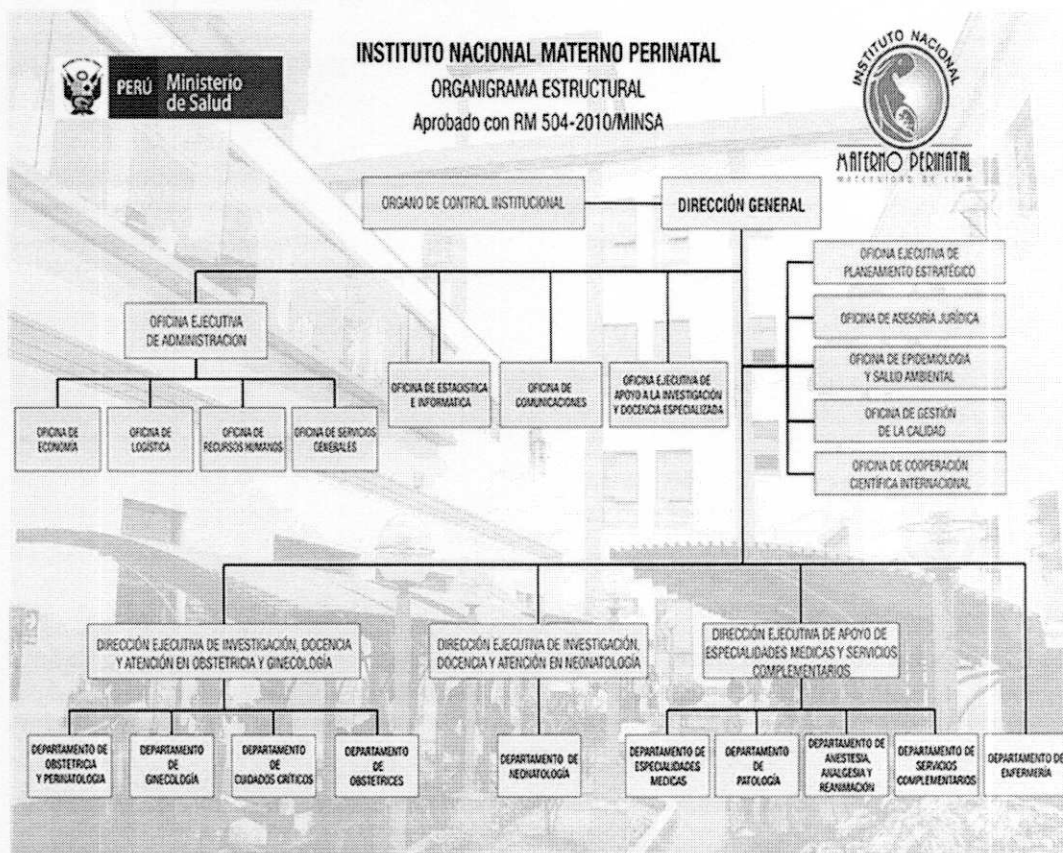 INSTITUTO NACIONAL MATERNO PERINATAL
ORGANIGRAMA ESTRUCTURAL
Aprobado con RM 504-2010/MINSA
PERÚ
Ministerio
de Salud
INSTITUTO NACIONAL
MATERNO PERINATAL
MATERNIDAD DE LIMA
ORGANO DE CONTROL INSTITUCIONAL
DIRECCIÓN GENERAL
OFICINA EJECUTIVA DE
PLANEAMIENTO ESTRATÉGICO
OFICINA DE ASESORÍA JURÍDICA
OFICINA DE EPIDEMIOLOGIA
Y SALUD AMBIENTAL
OFICINA DE GESTIÓN
DE LA CALIDAD
OFICINA DE COOPERACIÓN
CIENTÍFICA INTERNACIONAL
OFICINA EJECUTIVA
DE ADMINISTRACION
OFICINA DE ESTADISTICA
E INFORMATICA
OFICINA DE
COMUNICACIONES
OFICINA EJECUTIVA DE
APOYO A LA INVESTIGACIÓN
Y DOCENCIA ESPECIALIZADA
OFICINA DE
ECONOMÍA
OFICINA DE
LOGÍSTICA
OFICINA DE
RECURSOS HUMANOS
OFICINA DE SERVICIOS
GENERALES
DIRECCIÓN EJECUTIVA DE INVESTIGACIÓN, DOCENCIA
Y ATENCIÓN EN OBSTETRICIA Y GINECOLOGÍA
DIRECCIÓN EJECUTIVA DE INVESTIGACIÓN,
DOCENCIA Y ATENCIÓN EN NEONATOLOGÍA
DIRECCIÓN EJECUTIVA DE APOYO DE
ESPECIALIDADES MEDICAS Y SERVICIOS
COMPLEMENTARIOS
DEPARTAMENTO DE
OBSTETRICIA
Y PERINATOLOGIA
DEPARTAMENTO
DE
GINECOLOGÍA
DEPARTAMENTO
DE
CUIDADOS CRÍTICOS
DEPARTAMENTO
DE
OBSTETRICES
DEPARTAMENTO DE
NEONATOLOGÍA
DEPARTAMENTO DE
ESPECIALIDADES
MEDICAS
DEPARTAMENTO
DE
PATOLOGÍA
DEPARTAMENTO DE
ANESTESIA,
ANALGESIA Y
REANIMACIÓN
DEPARTAMENTO DE
SERVICIOS
COMPLEMENTARIOS
DEPARTAMENTO DE
ENFERMERÍA